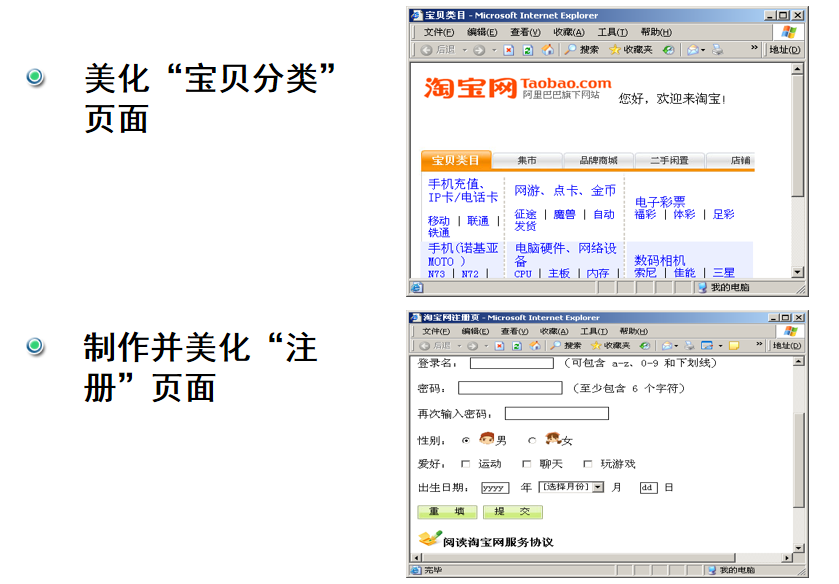 美化“宝贝分类”
页面
宝贝类目 - Microsoft Internet Explorer
文件(F) 编辑(E) 查看(V) 收藏(A) 工具(T) 帮助(H)
后退 搜索 收藏夹 » 地址(D)
淘宝网 Taobao.com
阿里巴巴旗下网站
您好，欢迎来淘宝!
宝贝类目 集市 品牌商城 二手闲置 店铺
手机充值、 网游、点卡、金币
IP卡/电话卡 电子彩票
移动 | 联通 | 征途 | 魔兽 | 自动 福彩 | 体彩 | 足彩
铁通 发货
手机(诺基亚 电脑硬件、网络设
MOTO ) 备 数码相机
N73 | N72 | CPU | 主板 | 内存 | 索尼 | 佳能 | 三星
我的电脑
制作并美化“注
册”页面
淘宝网注册页 - Microsoft Internet Explorer
文件(F) 编辑(E) 查看(V) 收藏(A) 工具(T) 帮助(H)
后退 搜索 收藏夹 » 地址(D)
登录名： （可包含 a-z、0-9 和下划线）
密码： （至少包含 6 个字符）
再次输入密码：
性别： 男 女
爱好： 运动 聊天 玩游戏
出生日期： yyyy 年 [选择月份] 月 dd 日
重 填 提 交
阅读淘宝网服务协议
完毕 我的电脑